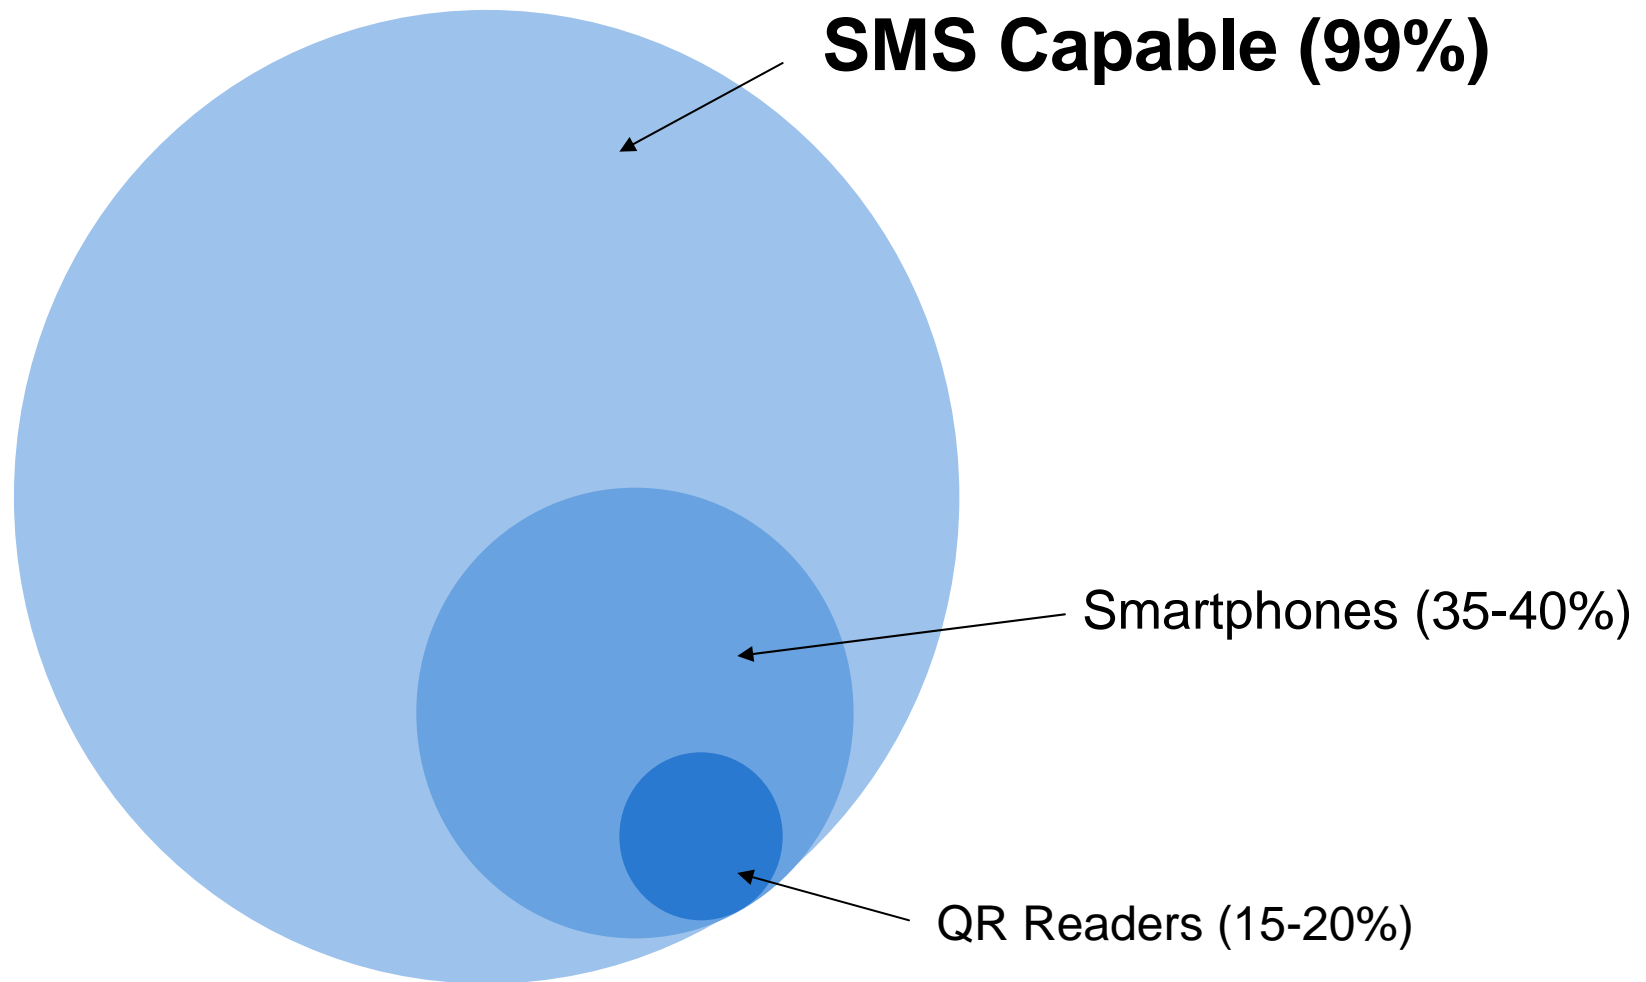 SMS Capable (99%)
Smartphones (35-40%)
QR Readers (15-20%)